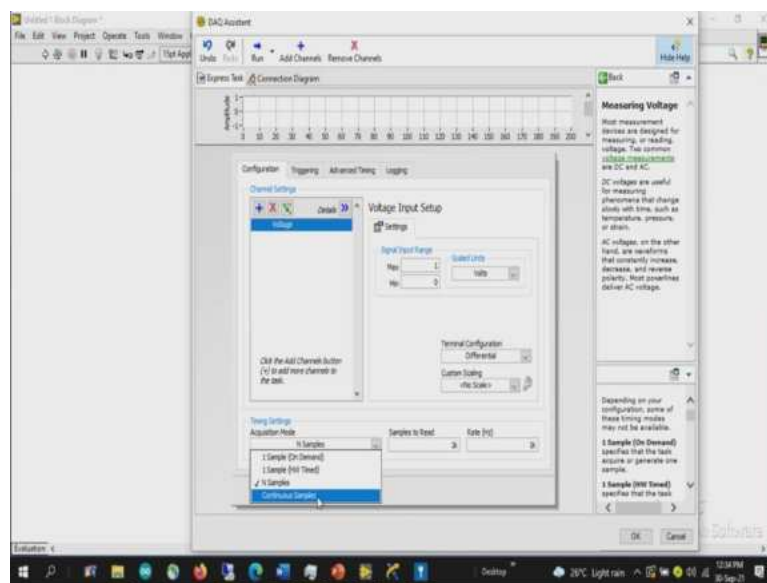 Untitled 1 Block Diagram *
File Edit View Project Operate Tools Window
15pt Appl
DAQ Assistant
Undo Redo Run Add Channels Remove Channels
Hide Help
Express Task Connection Diagram
Amplitude
Configuration Triggering Advanced Timing Logging
Channel Settings
Details
Voltage
Click the Add Channels button
(+) to add more channels to
the task.
Voltage Input Setup
Settings
Signal Input Range
Max 1
Min 0
Scaled Units
Volts
Terminal Configuration
Differential
Custom Scaling
<No Scale>
Timing Settings
Acquisition Mode
Samples to Read
Rate (Hz)
N Samples
1 Sample (On Demand)
1 Sample (HW Timed)
✓ N Samples
Continuous Samples
Back
Measuring Voltage
Most measurement
devices are designed for
measuring, or reading,
voltage. Two common
voltage measurements
are DC and AC.
DC voltages are useful
for measuring
phenomena that change
slowly with time, such as
temperature, pressure,
or strain.
AC voltages, on the other
hand, are waveforms
that constantly increase,
decrease, and reverse
polarity. Most powerlines
deliver AC voltage.
Depending on your
configuration, some of
these timing modes
may not be available.
1 Sample (On Demand)
specifies that the task
acquire or generate one
sample.
1 Sample (HW Timed)
specifies that the task
OK Cancel
Software
Evaluation
Desktop
26°C Light rain
12:34 PM
30-Sep-21